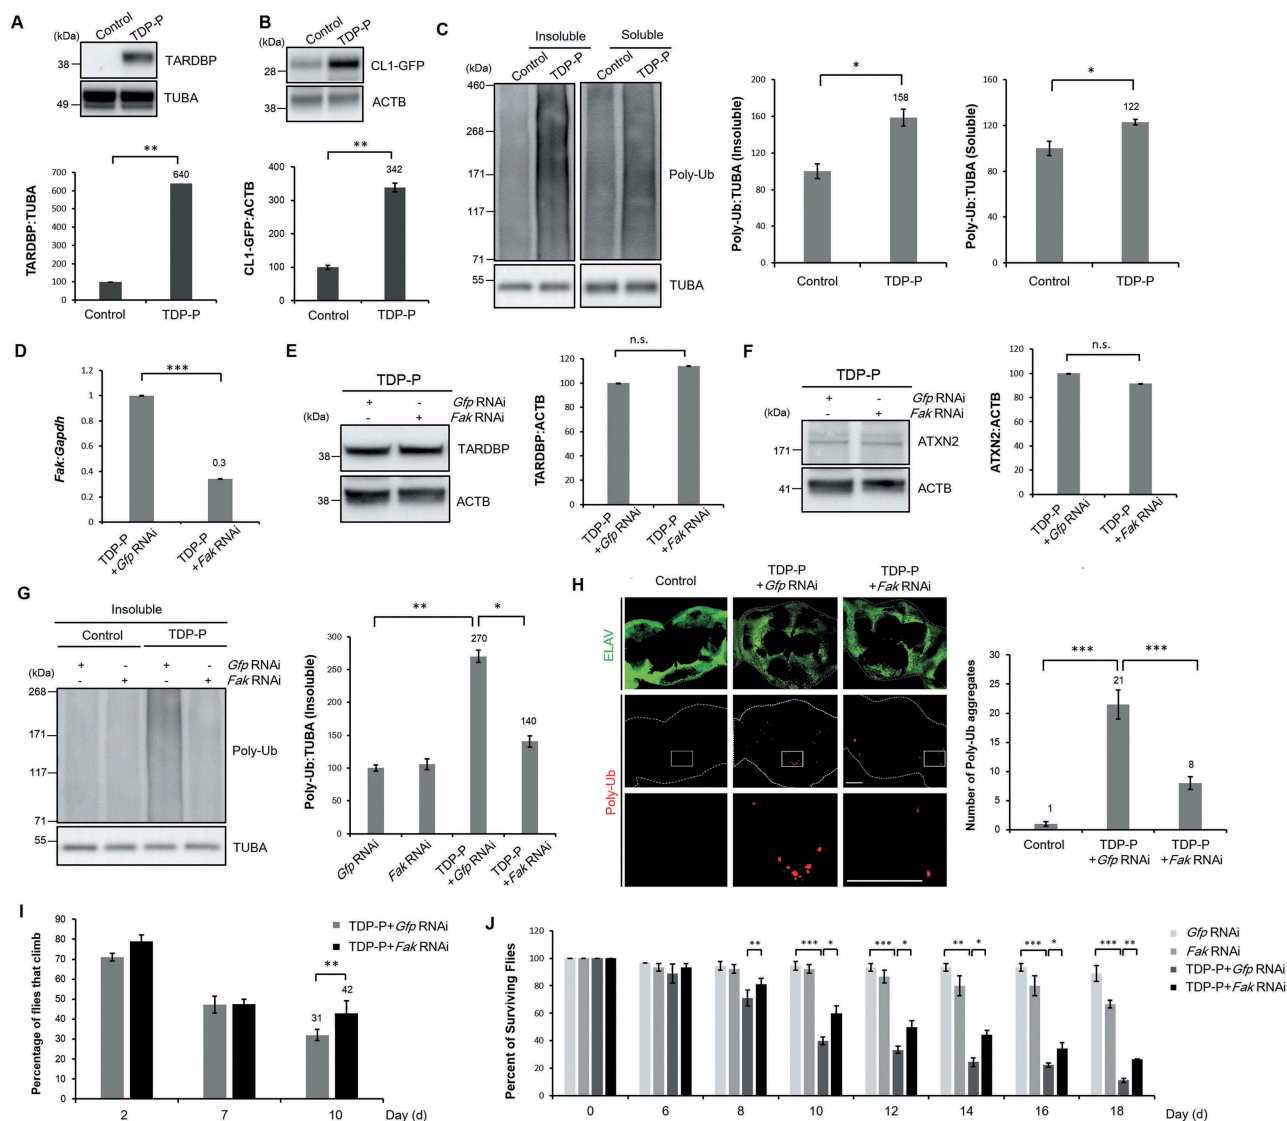 A
Control
TDP-P
(kDa)
38
TARDBP
49
TUBA
**
TARDBP:TUBA
700
600
500
400
300
200
100
0
640
Control
TDP-P
B
Control
TDP-P
(kDa)
28
CL1-GFP
38
ACTB
**
CL1-GFP:ACTB
400
300
200
100
0
342
Control
TDP-P
C
Insoluble
Soluble
Control
TDP-P
Control
TDP-P
(kDa)
460
268
171
71
55
Poly-Ub
TUBA
*
Poly-Ub:TUBA (Insoluble)
200
160
120
80
40
0
158
Control
TDP-P
*
Poly-Ub:TUBA (Soluble)
160
120
80
40
0
122
Control
TDP-P
D
***
Fak:Gapdh
1.2
1
0.8
0.6
0.4
0.2
0
0.3
TDP-P
+Gfp RNAi
TDP-P
+Fak RNAi
E
TDP-P
+ - Gfp RNAi
- + Fak RNAi
(kDa)
38
TARDBP
38
ACTB
n.s.
TARDBP:ACTB
120
100
80
60
40
20
0
TDP-P
+Gfp RNAi
TDP-P
+Fak RNAi
F
TDP-P
+ - Gfp RNAi
- + Fak RNAi
(kDa)
171
ATXN2
41
ACTB
n.s.
ATXN2:ACTB
120
100
80
60
40
20
0
TDP-P
+Gfp RNAi
TDP-P
+Fak RNAi
G
Insoluble
Control
TDP-P
+ - + - Gfp RNAi
- + - + Fak RNAi
(kDa)
268
171
117
71
55
Poly-Ub
TUBA
**
*
Poly-Ub:TUBA (Insoluble)
300
250
200
150
100
50
0
270
140
Gfp RNAi
Fak RNAi
TDP-P
+Gfp RNAi
TDP-P
+Fak RNAi
H
Control
TDP-P
+Gfp RNAi
TDP-P
+Fak RNAi
ELAV
Poly-Ub
***
***
Number of Poly-Ub aggregates
30
25
20
15
10
5
0
1
21
8
Control
TDP-P
+Gfp RNAi
TDP-P
+Fak RNAi
I
TDP-P+Gfp RNAi
TDP-P+Fak RNAi
Percentage of flies that climb
90
80
70
60
50
40
30
20
10
0
**
31
42
2
7
10
Day (d)
J
Gfp RNAi
Fak RNAi
TDP-P+Gfp RNAi
TDP-P+Fak RNAi
Percent of Surviving Flies
120
100
80
60
40
20
0
**
*** *
*** *
** *
*** *
*** **
0
6
8
10
12
14
16
18
Day (d)